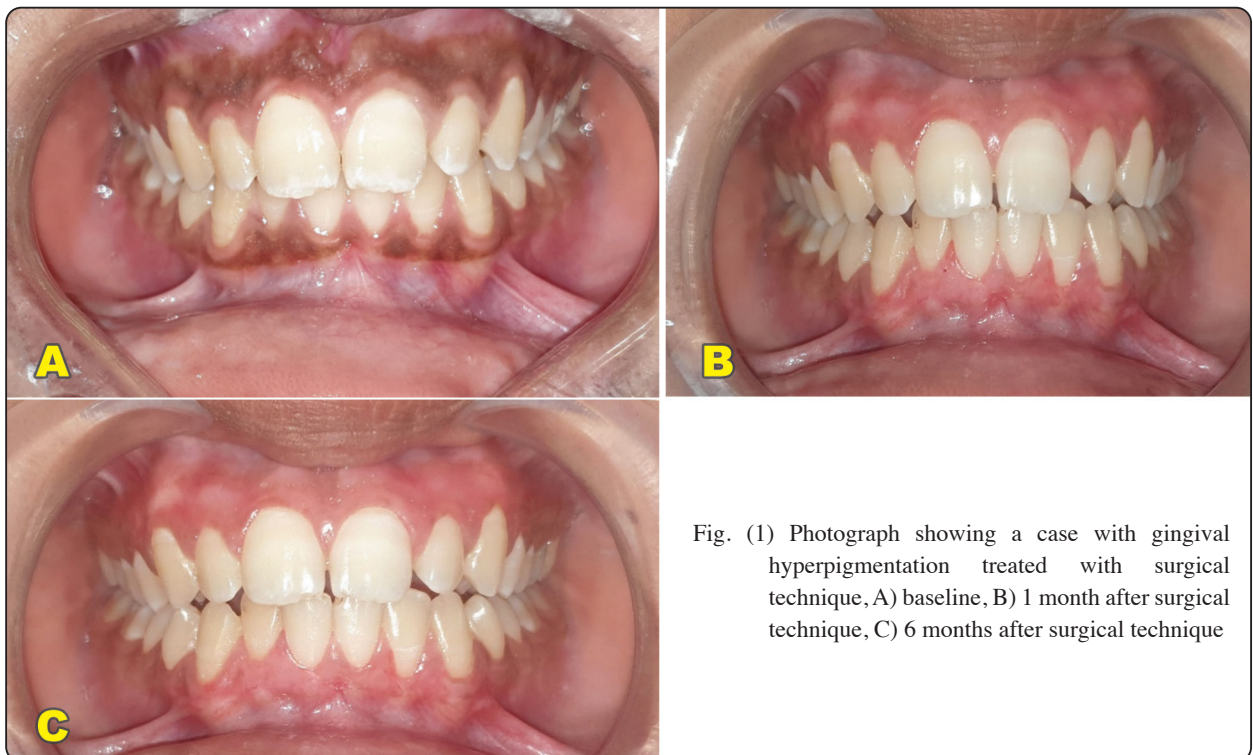 A
B
C
Fig. (1) Photograph showing a case with gingival
hyperpigmentation treated with surgical
technique, A) baseline, B) 1 month after surgical
technique, C) 6 months after surgical technique